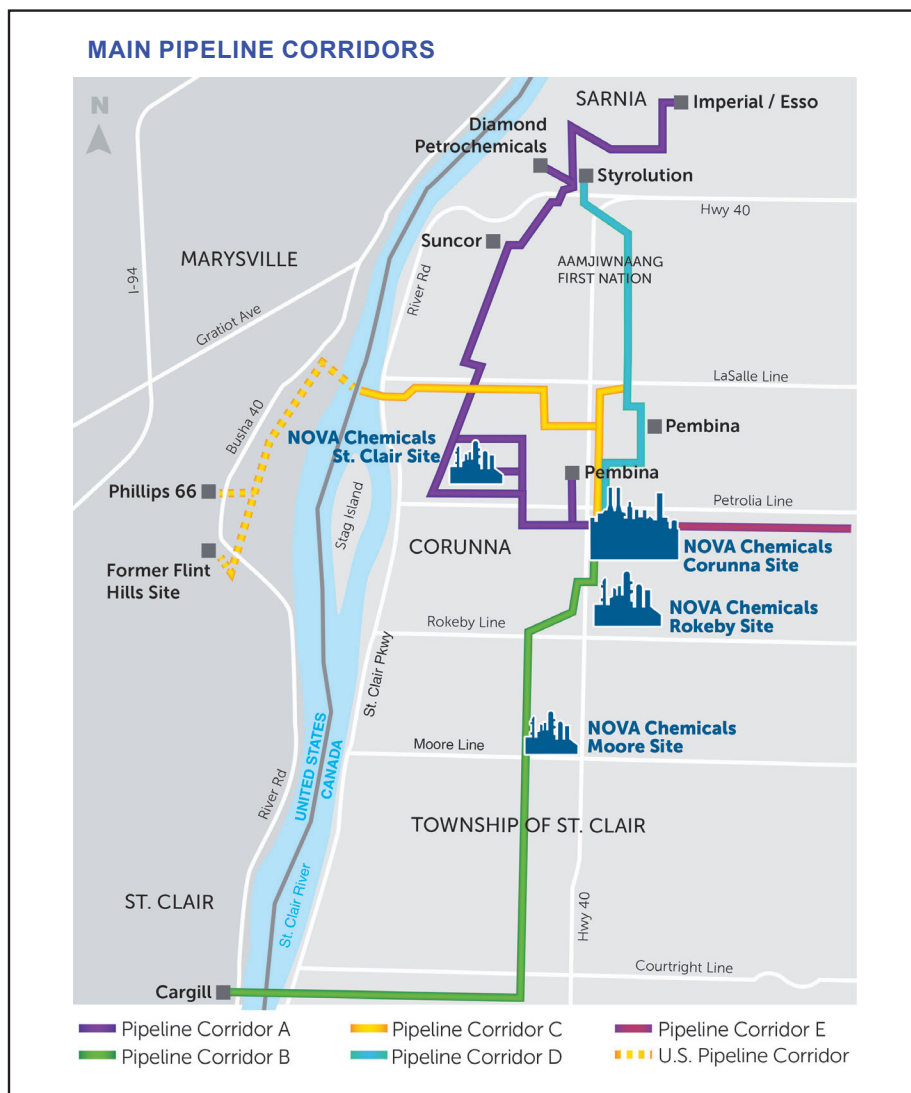 MAIN PIPELINE CORRIDORS
N
SARNIA
Imperial / Esso
Diamond
Petrochemicals
Styrolution
Hwy 40
Suncor
MARYSVILLE
AAMJIWNAANG
FIRST NATION
River Rd
I-94
Gratiot Ave
LaSalle Line
Busha 40
Pembina
NOVA Chemicals
St. Clair Site
Pembina
Phillips 66
Petrolia Line
Stag Island
CORUNNA
NOVA Chemicals
Corunna Site
Former Flint
Hills Site
NOVA Chemicals
Rokeby Site
Rokeby Line
St. Clair Pkwy
NOVA Chemicals
Moore Site
Moore Line
UNITED STATES
CANADA
River Rd
TOWNSHIP OF ST. CLAIR
St. Clair River
ST. CLAIR
Hwy 40
Courtright Line
Cargill
Pipeline Corridor A
Pipeline Corridor C
Pipeline Corridor E
Pipeline Corridor B
Pipeline Corridor D
U.S. Pipeline Corridor